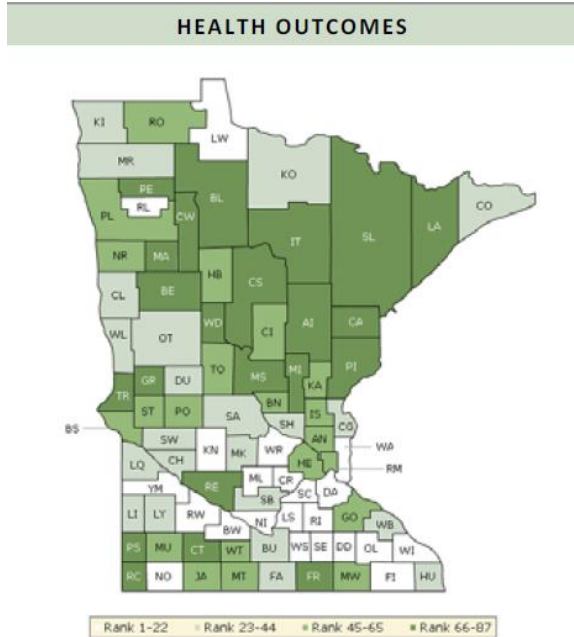 HEALTH OUTCOMES
LW
KI RO
KO
MR
CO
PE BL
RL
PL CW SL LA
IT
NR MA
HB
CS
CL BE
WD CI AI CA
WL OT
TO
MI PI
GR DU MS KA
TR
BN
ST PO IS
SA
BS SH CG
SW AN
KN WR WA
MK HE
LQ CH RM
ML CR
YM RE SC DA
SB
LI LY RW NI LS RI GO
WB
BW
PS MU CT WT BU WS SE DD OL WI
RC NO JA MT FA FR MW FI HU
Rank 1-22 Rank 23-44 Rank 45-65 Rank 66-87